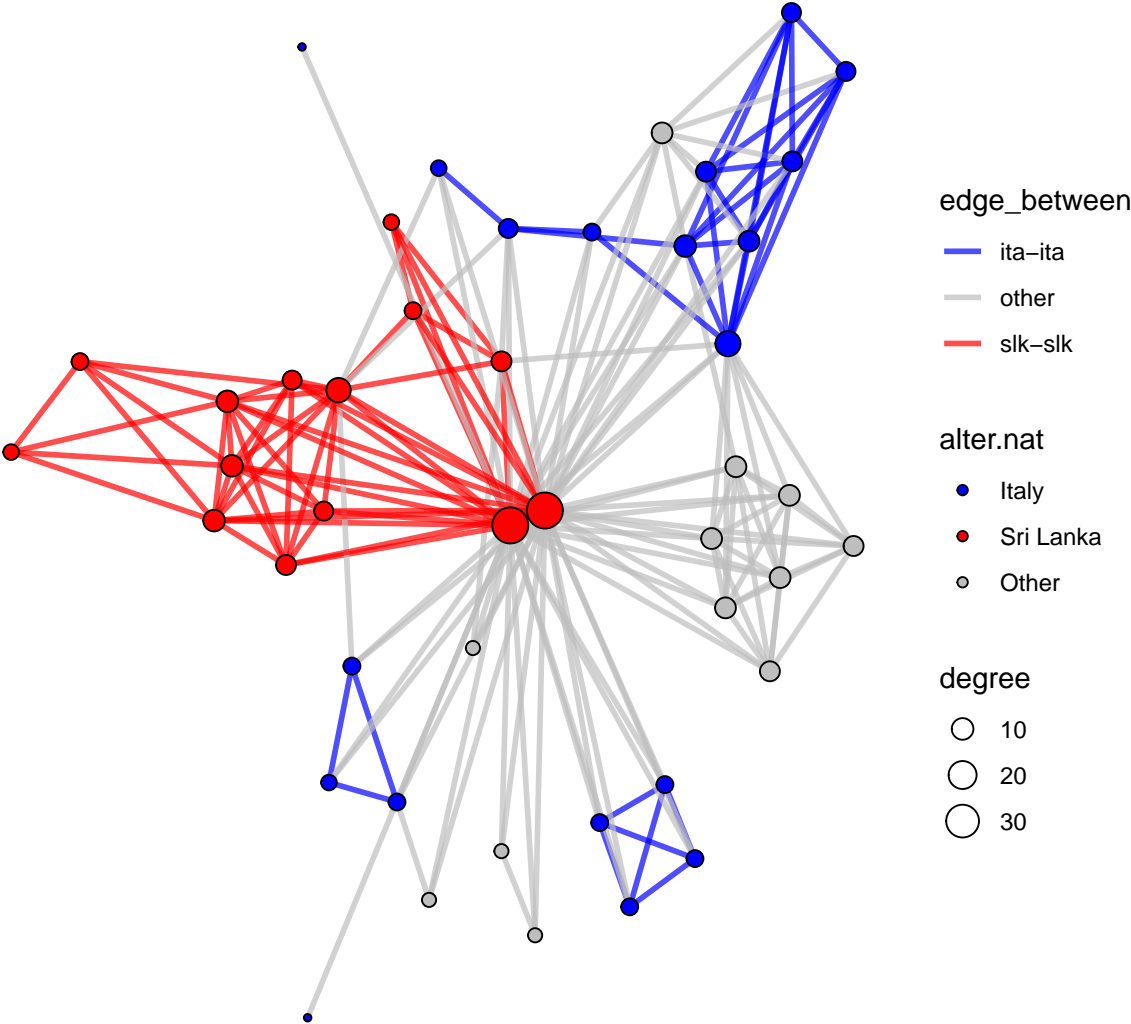 edge_between
ita−ita
other
slk−slk
alter.nat
Italy
Sri Lanka
Other
degree
10
20
30